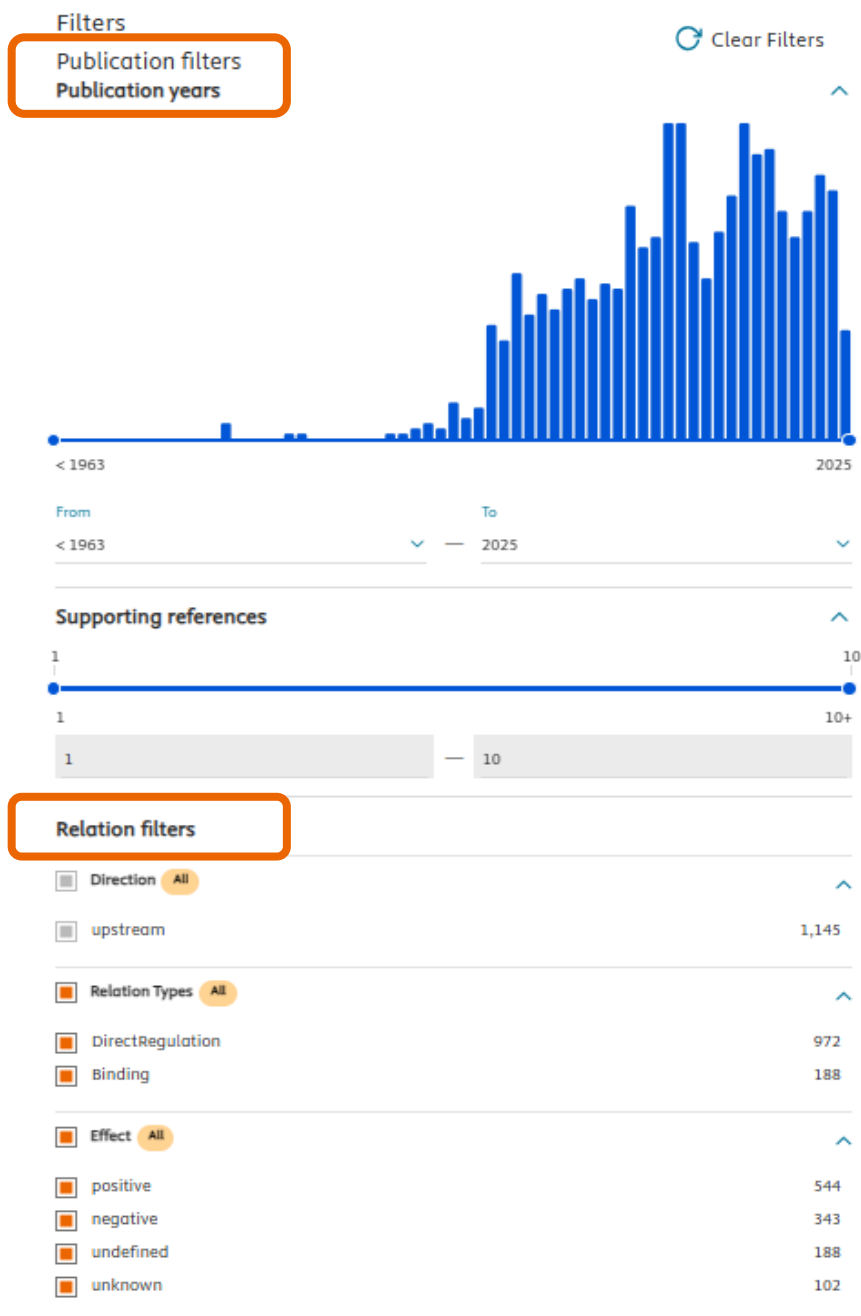 Filters
Clear Filters
Publication filters
Publication years
< 1963 2025
From To
< 1963 — 2025
Supporting references
1 10
1 10+
1 — 10
Relation filters
Direction All
upstream 1,145
Relation Types All
DirectRegulation 972
Binding 188
Effect All
positive 544
negative 343
undefined 188
unknown 102